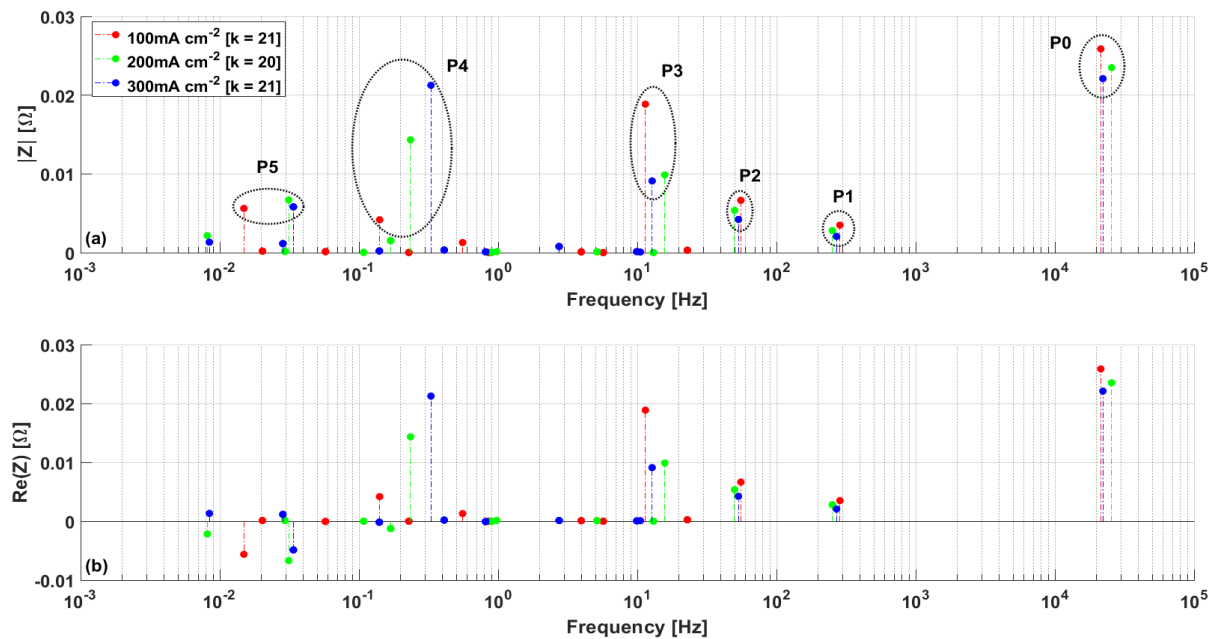 0.03
0.02
0.01
0
|Z| [Ω]
100mA cm⁻² [k = 21]
200mA cm⁻² [k = 20]
300mA cm⁻² [k = 21]
P5
P4
P3
P2
P1
P0
(a)
10⁻³ 10⁻² 10⁻¹ 10⁰ 10¹ 10² 10³ 10⁴ 10⁵
Frequency [Hz]
0.03
0.02
0.01
0
-0.01
Re(Z) [Ω]
(b)
10⁻³ 10⁻² 10⁻¹ 10⁰ 10¹ 10² 10³ 10⁴ 10⁵
Frequency [Hz]